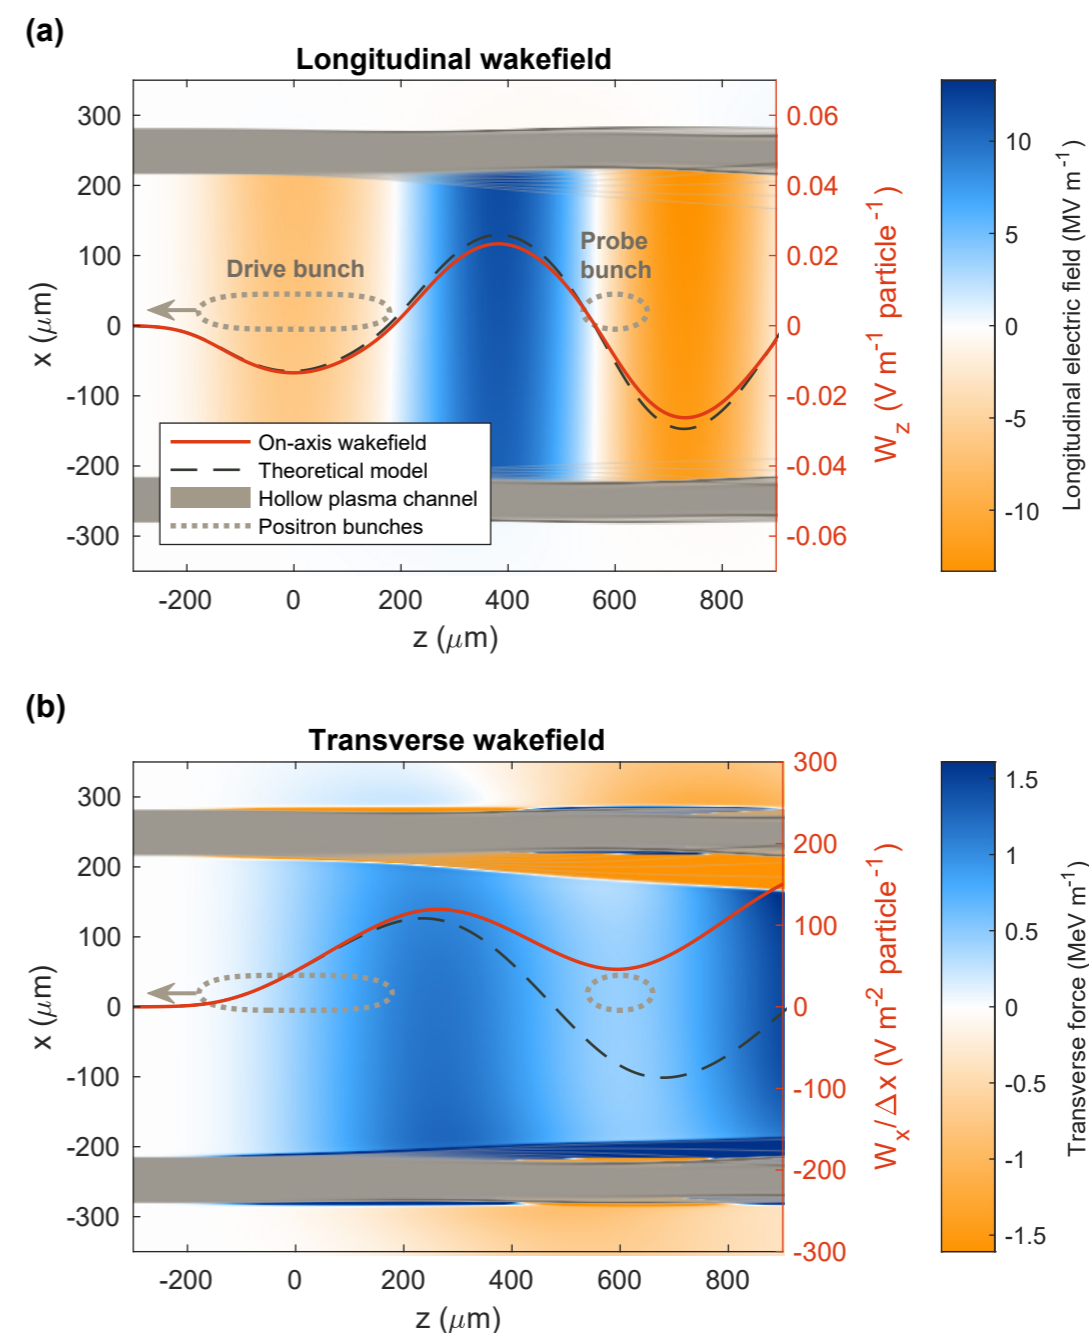 (a)
Longitudinal wakefield
300
200
100
0
-100
-200
-300
x (μm)
Drive bunch
Probe
bunch
On-axis wakefield
Theoretical model
Hollow plasma channel
Positron bunches
-200 0 200 400 600 800
z (μm)
0.06
0.04
0.02
0
-0.02
-0.04
-0.06
W_z (V m^-1 particle^-1)
10
5
0
-5
-10
Longitudinal electric field (MV m^-1)
(b)
Transverse wakefield
300
200
100
0
-100
-200
-300
x (μm)
-200 0 200 400 600 800
z (μm)
300
200
100
0
-100
-200
-300
W_x/Δx (V m^-2 particle^-1)
1.5
1
0.5
0
-0.5
-1
-1.5
Transverse force (MeV m^-1)